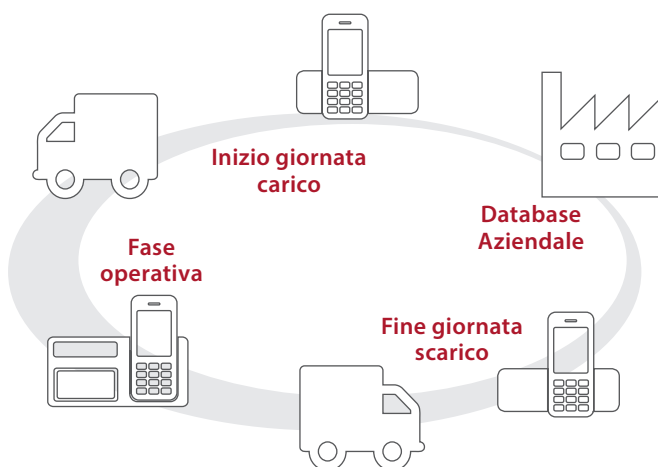 Inizio giornata
carico
Database
Aziendale
Fase
operativa
Fine giornata
scarico